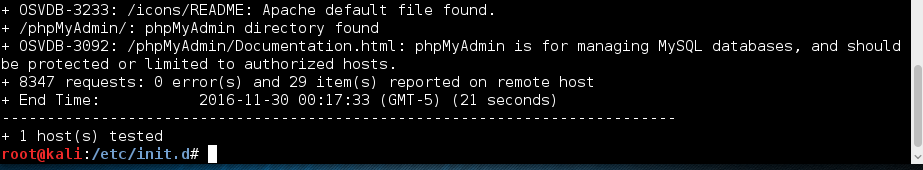 + OSVDB-3233: /icons/README: Apache default file found.
+ /phpMyAdmin/: phpMyAdmin directory found
+ OSVDB-3092: /phpMyAdmin/Documentation.html: phpMyAdmin is for managing MySQL databases, and should
be protected or limited to authorized hosts.
+ 8347 requests: 0 error(s) and 29 item(s) reported on remote host
+ End Time:           2016-11-30 00:17:33 (GMT-5) (21 seconds)
---------------------------------------------------------------------------
+ 1 host(s) tested
root@kali:/etc/init.d#